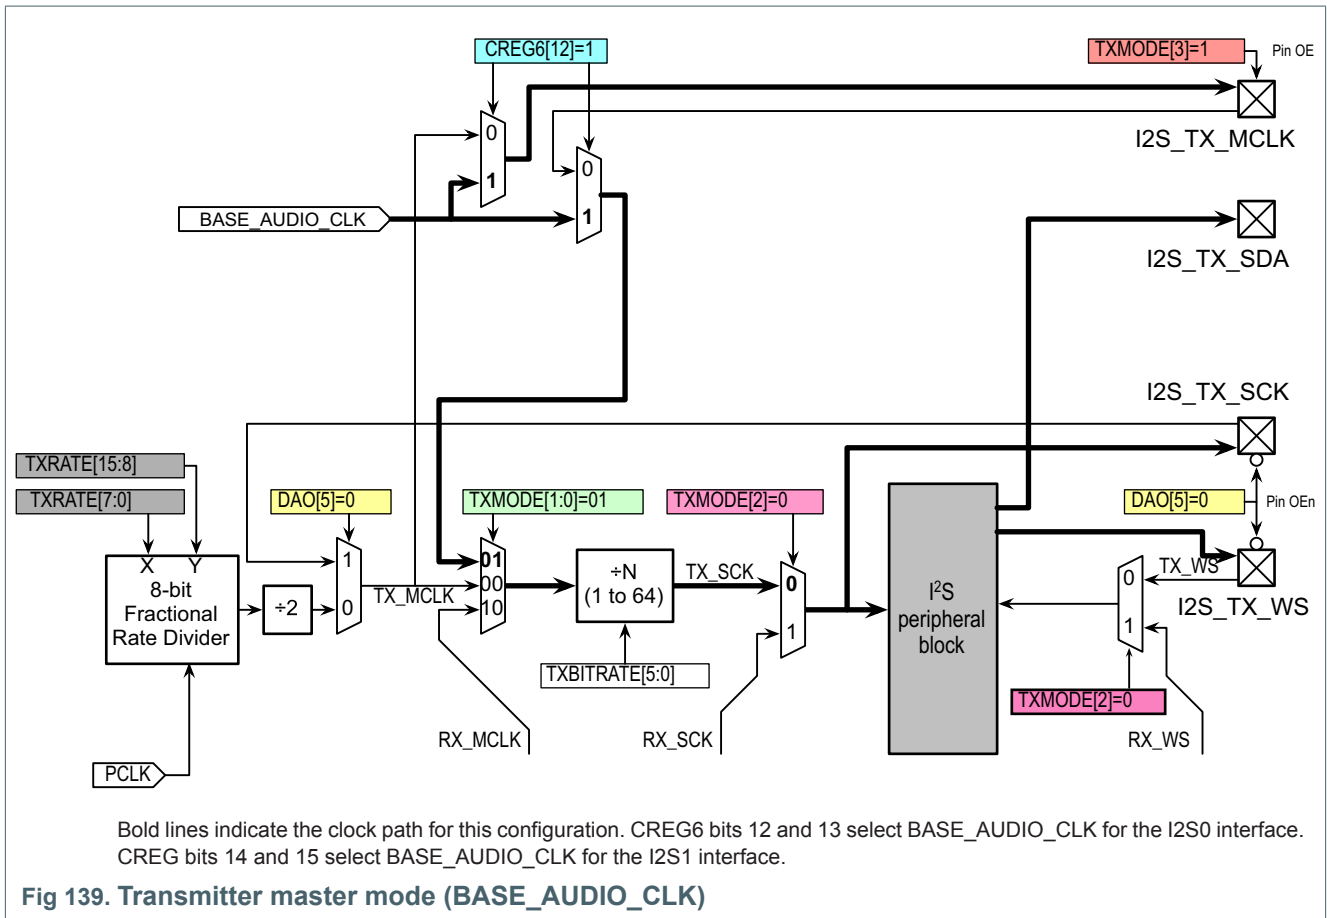 CREG6[12]=1
TXMODE[3]=1
Pin OE
0
1
I2S_TX_MCLK
0
1
BASE_AUDIO_CLK
I2S_TX_SDA
I2S_TX_SCK
TXRATE[15:8]
TXRATE[7:0]
DAO[5]=0
TXMODE[1:0]=01
TXMODE[2]=0
DAO[5]=0
Pin OEn
X Y
8-bit
Fractional
Rate Divider
÷2
1
0
TX_MCLK
01
00
10
÷N
(1 to 64)
TX_SCK
0
1
I²S
peripheral
block
0
1
TX_WS
I2S_TX_WS
TXBITRATE[5:0]
TXMODE[2]=0
RX_MCLK
RX_SCK
RX_WS
PCLK
Bold lines indicate the clock path for this configuration. CREG6 bits 12 and 13 select BASE_AUDIO_CLK for the I2S0 interface.
CREG bits 14 and 15 select BASE_AUDIO_CLK for the I2S1 interface.
Fig 139. Transmitter master mode (BASE_AUDIO_CLK)